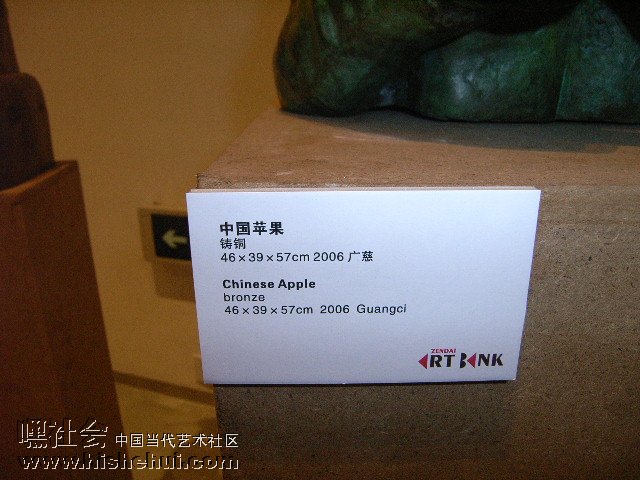 中国苹果
铸铜
46×39×57cm 2006 广慈
Chinese Apple
bronze
46×39×57cm 2006 Guangci
ZENDAI
ART BANK
嘿社会 中国当代艺术社区
www.hishehui.com